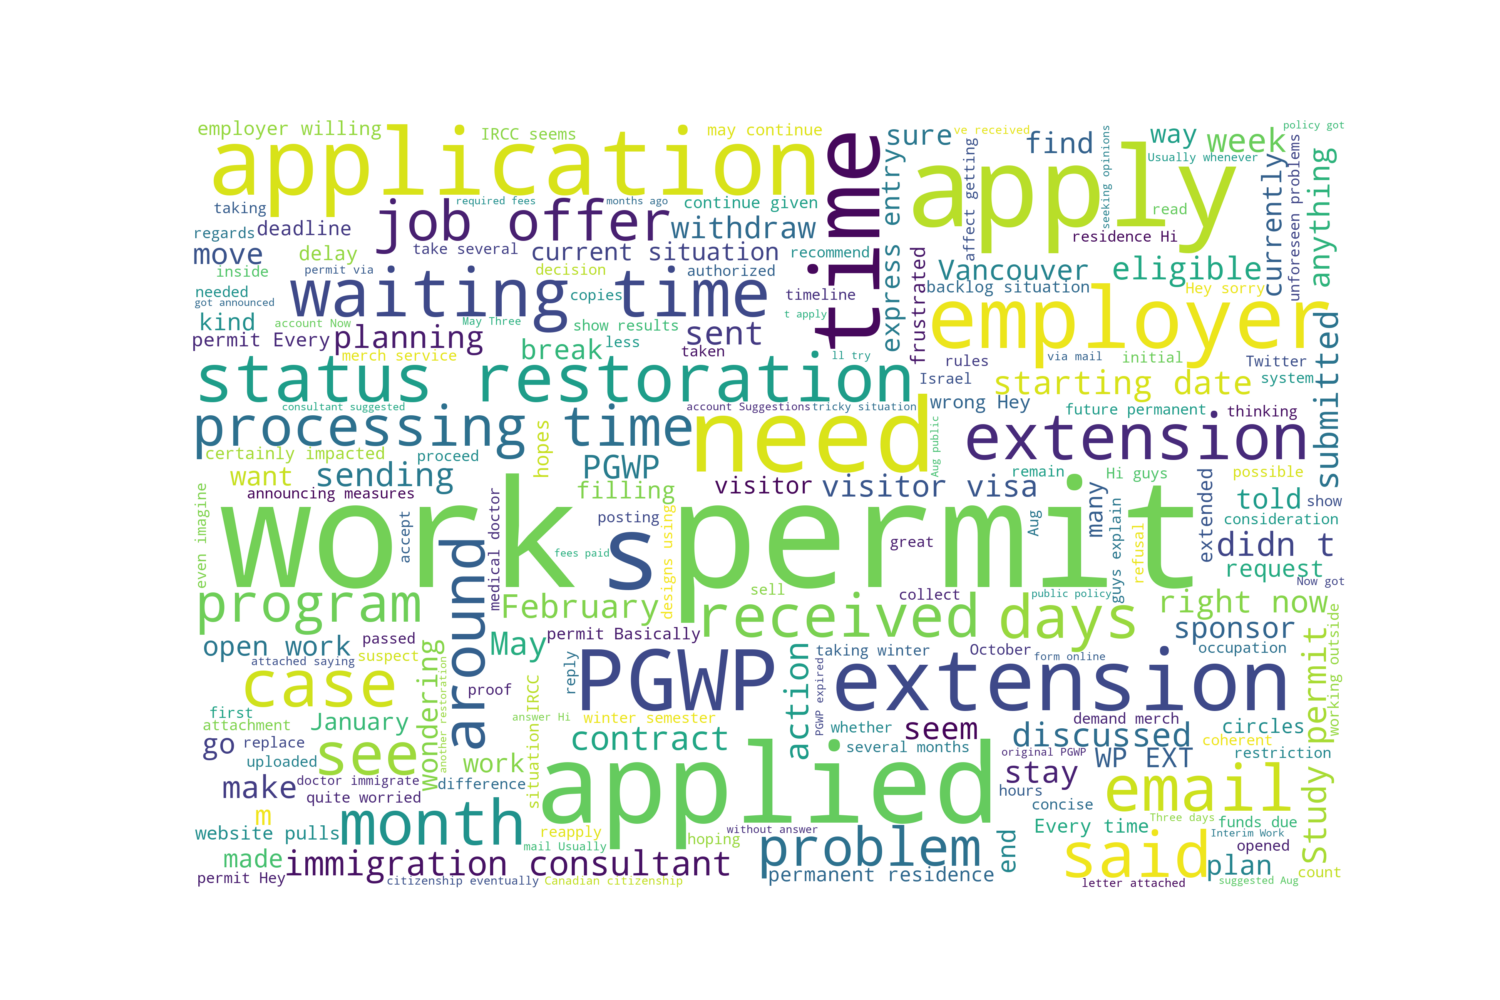 employer willing
application
IRCC seems
may continue
time
sure
ve received
find
way
week
policy got
Usually whenever
apply
express entry
affect getting
seeking opinions
currently
unforeseen problems
anything
taking
deadline
regards
job offer
required fees
months ago
continue given
withdraw
read
residence Hi
move
delay
take several
current situation
recommend
inside
permit via
waiting time
decision
authorized
Vancouver
eligible
needed
got announced
copies
timeline
backlog situation
Hey sorry
kind
account Now
May Three
show results
sent
t apply
frustrated
employer
submitted
permit Every
planning
merch service
break
less
taken
ll try
rules
via mail
initial
Twitter
status restoration
Israel
starting date
system
consultant suggested
account Suggestions
tricky situation
wrong Hey
future permanent
thinking
processing time
need
extension
certainly impacted
proceed
hopes
Aug public
want
sending
PGWP
remain
Hi guys
possible
announcing measures
filling
visitor
visitor visa
many
extended
told
show
even imagine
work permit
accept
medical doctor
posting
s
designs using
great
Aug
guys explain
refusal
consideration
didn t
fees paid
request
Now got
program
around
February
sell
collect
public policy
received
days
right now
open work
passed
May
permit Basically
sponsor
attached saying
suspect
wondering
another restoration
reply
action
taking winter
October
form online
occupation
permit
working outside
case
proof
PGWP extension
PGWP expired
first
January
attachment
answer Hi
winter semester
whether
seem
demand merch
circles
go
replace
see
situation IRCC
contract
several months
discussed
coherent
uploaded
work
original PGWP
WP EXT
restriction
doctor immigrate
difference
applied
stay
Study
make
quite worried
hours
email
m
month
concise
website pulls
reapply
without answer
Every time
Three days
funds due
mail Usually
hoping
problem
end
Interim Work
opened
made
immigration consultant
said
plan
permit Hey
citizenship eventually
Canadian citizenship
permanent residence
letter attached
suggested Aug
count